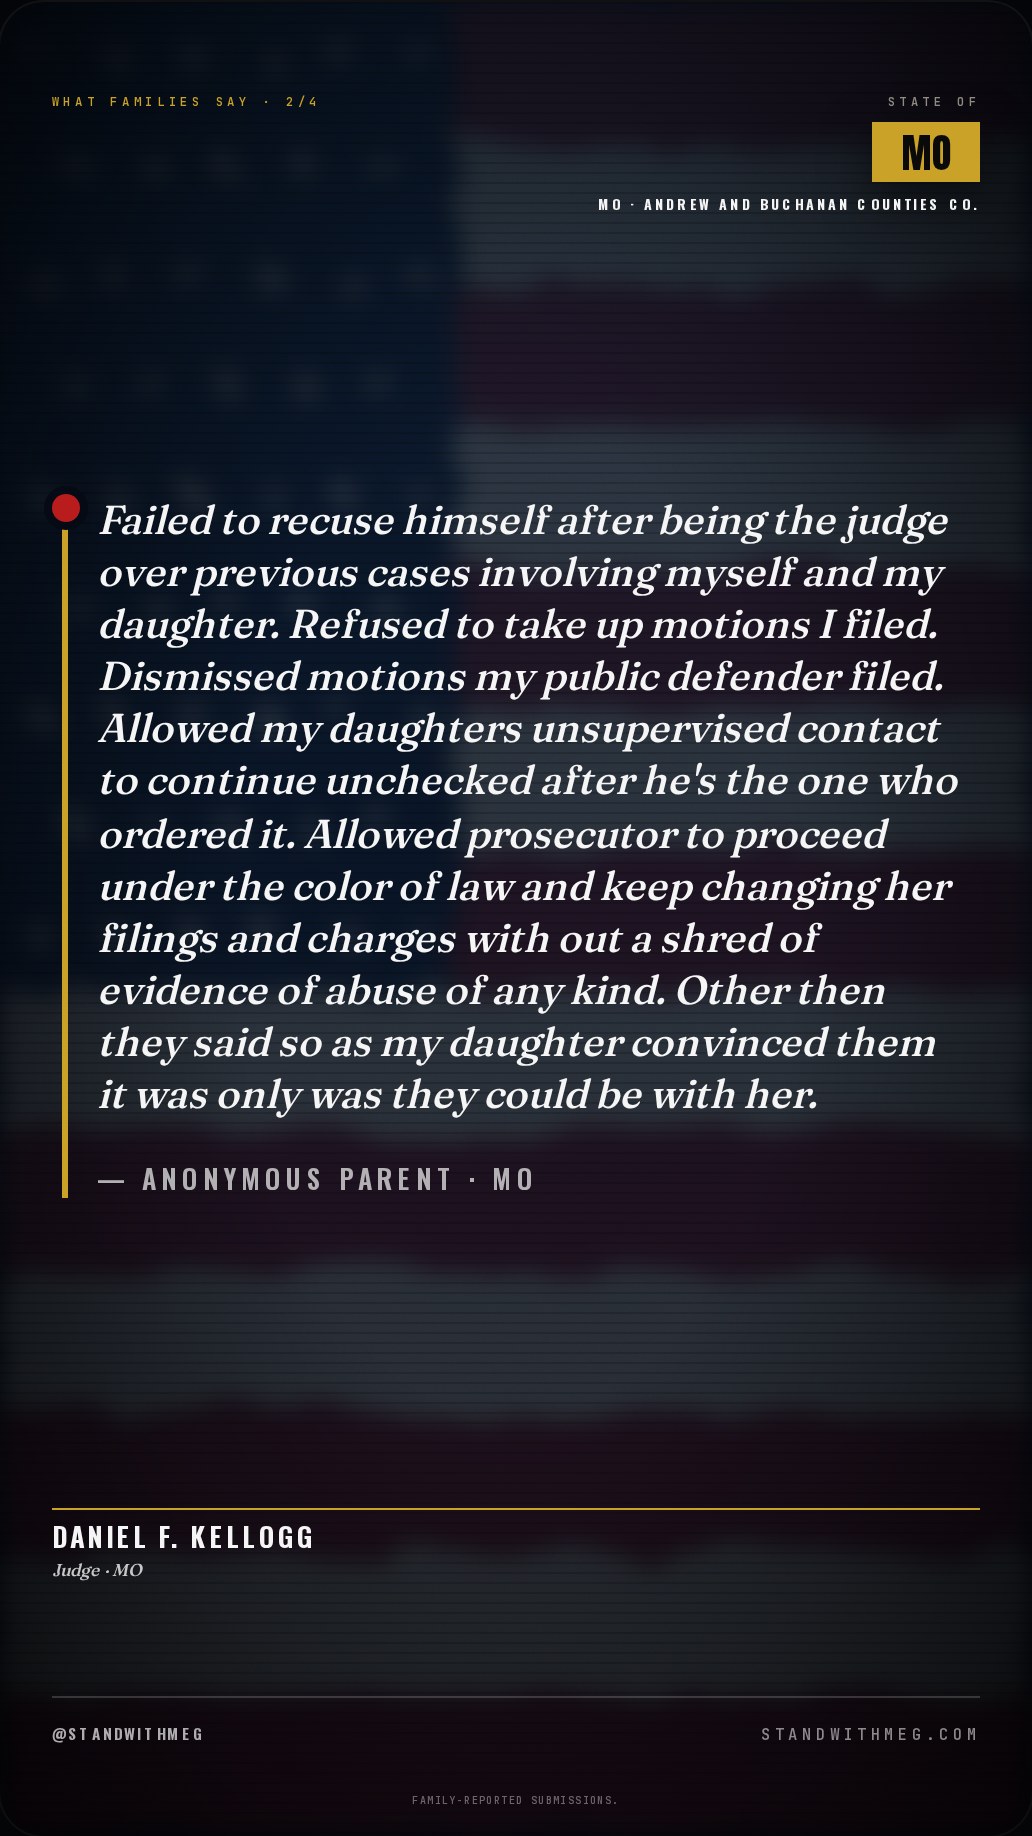 WHAT FAMILIES SAY · 2/4
STATE OF
MO
MO · ANDREW AND BUCHANAN COUNTIES CO.
Failed to recuse himself after being the judge
over previous cases involving myself and my
daughter. Refused to take up motions I filed.
Dismissed motions my public defender filed.
Allowed my daughters unsupervised contact
to continue unchecked after he's the one who
ordered it. Allowed prosecutor to proceed
under the color of law and keep changing her
filings and charges with out a shred of
evidence of abuse of any kind. Other then
they said so as my daughter convinced them
it was only was they could be with her.
— ANONYMOUS PARENT · MO
DANIEL F. KELLOGG
Judge · MO
@STANDWITHMEG
STANDWITHMEG.COM
FAMILY-REPORTED SUBMISSIONS.